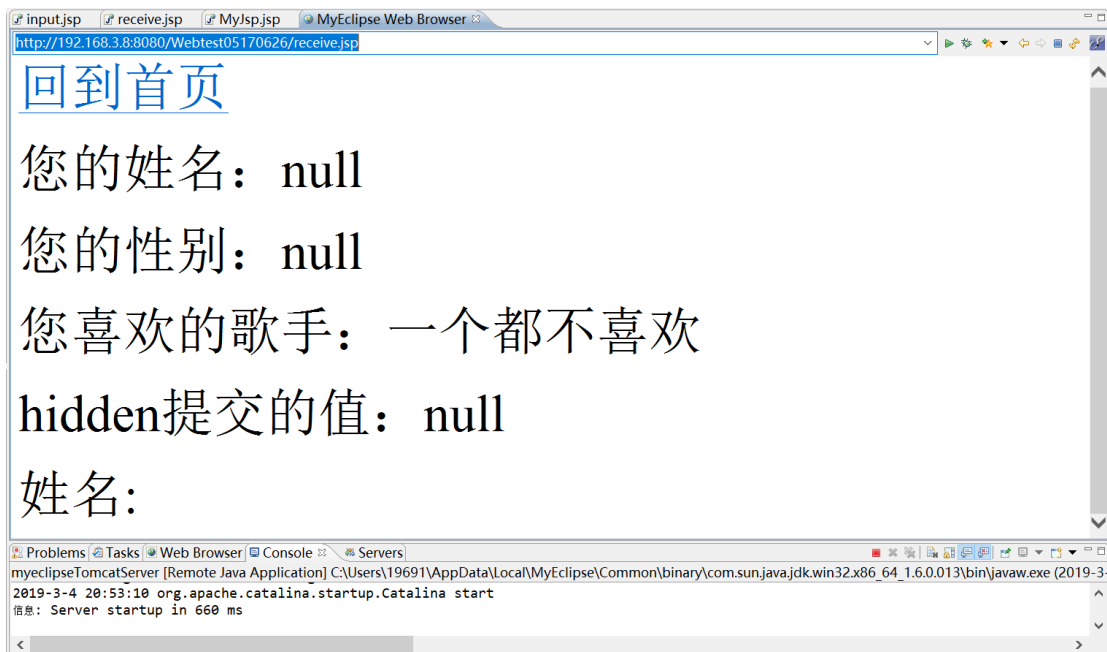 input.jsp receive.jsp MyJsp.jsp MyEclipse Web Browser
http://192.168.3.8:8080/Webtest05170626/receive.jsp
回到首页
您的姓名：null
您的性别：null
您喜欢的歌手：一个都不喜欢
hidden提交的值：null
姓名:
Problems Tasks Web Browser Console Servers
myeclipseTomcatServer [Remote Java Application] C:\Users\19691\AppData\Local\MyEclipse\Common\binary\com.sun.java.jdk.win32.x86_64_1.6.0.013\bin\javaw.exe (2019-3-
2019-3-4 20:53:10 org.apache.catalina.startup.Catalina start
信息: Server startup in 660 ms